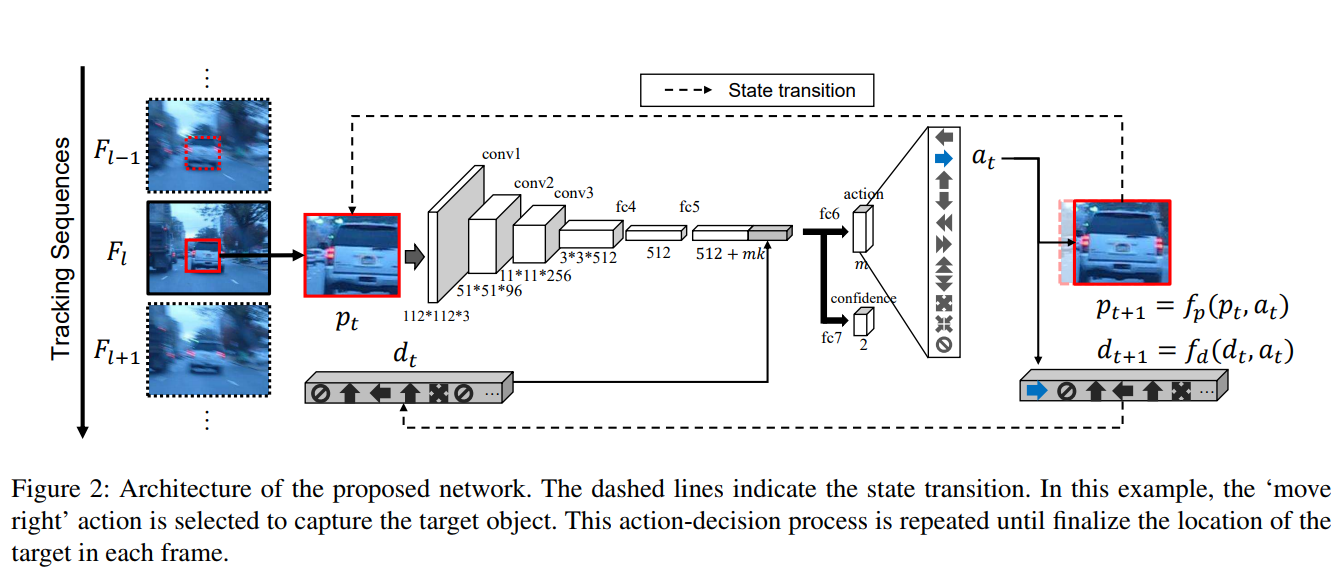 State transition
Tracking Sequences
⋮
F_{l-1}
F_l
F_{l+1}
⋮
p_t
d_t
...
conv1
conv2
conv3
fc4
fc5
112*112*3
51*51*96
11*11*256
3*3*512
512
512 + mk
fc6
action
m
confidence
fc7
2
a_t
p_{t+1} = f_p(p_t, a_t)
d_{t+1} = f_d(d_t, a_t)
...
Figure 2: Architecture of the proposed network. The dashed lines indicate the state transition. In this example, the ‘move
right’ action is selected to capture the target object. This action-decision process is repeated until finalize the location of the
target in each frame.